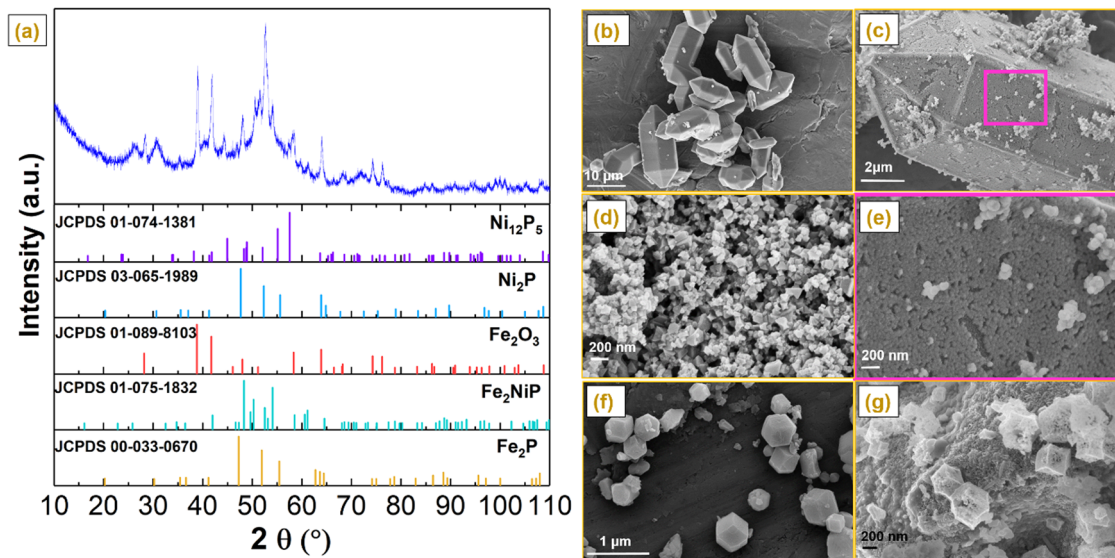 (a)
Intensity (a.u.)
JCPDS 01-074-1381
Ni₁₂P₅
JCPDS 03-065-1989
Ni₂P
JCPDS 01-089-8103
Fe₂O₃
JCPDS 01-075-1832
Fe₂NiP
JCPDS 00-033-0670
Fe₂P
10 20 30 40 50 60 70 80 90 100 110
2 θ (°)
(b)
10 μm
(c)
2μm
(d)
200 nm
(e)
200 nm
(f)
1 μm
(g)
200 nm